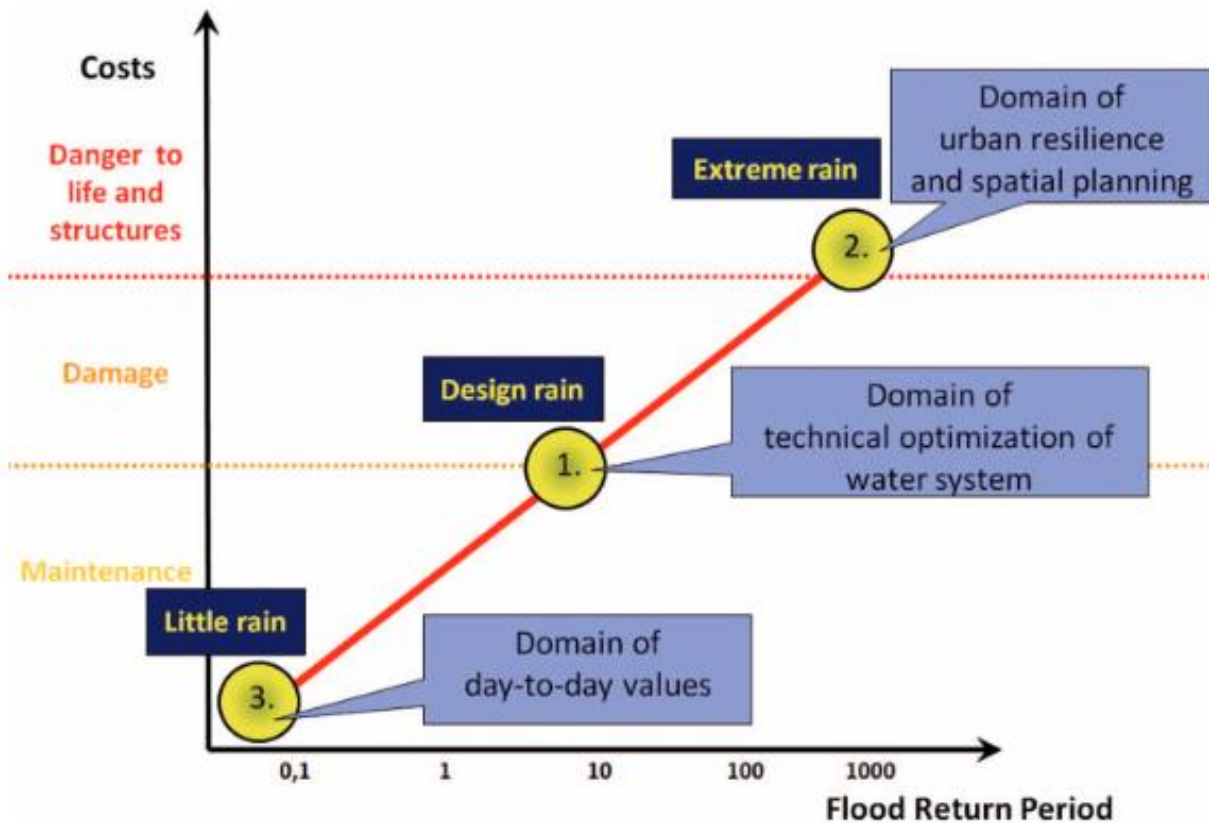 Costs
Danger to
life and
structures
Extreme rain
Domain of
urban resilience
and spatial planning
2.
Damage
Design rain
1.
Domain of
technical optimization of
water system
Maintenance
Little rain
3.
Domain of
day-to-day values
0,1 1 10 100 1000
Flood Return Period